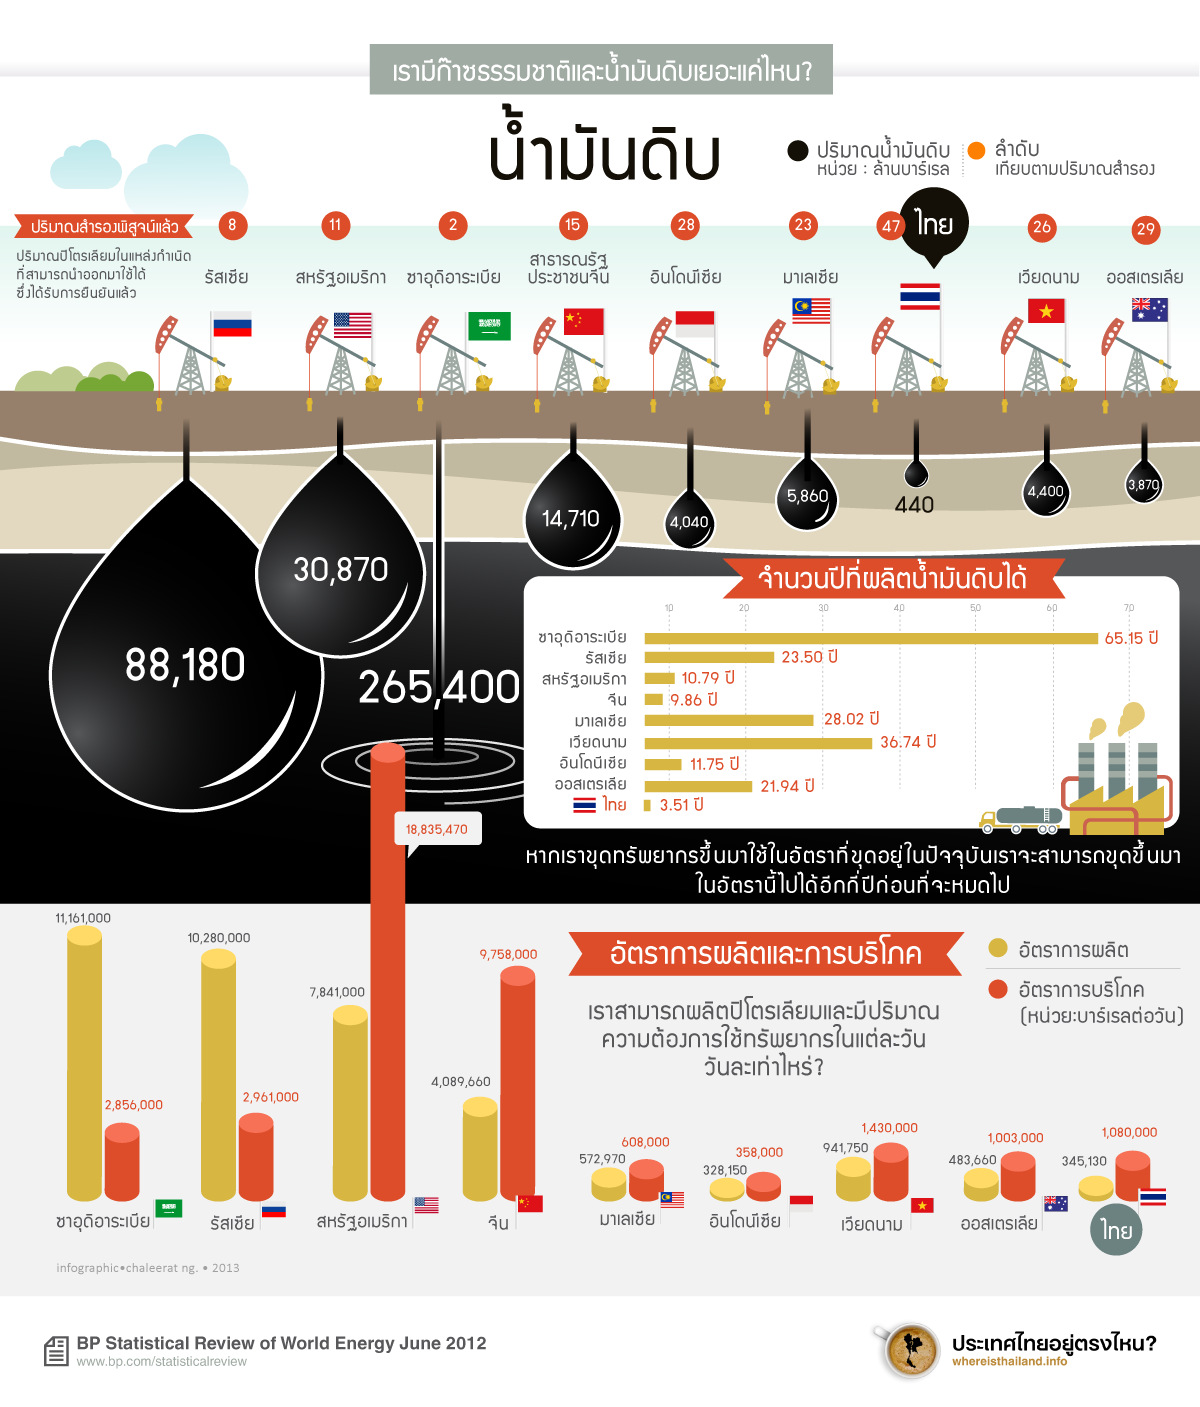 เรามีก๊าซธรรมชาติและน้ำมันดิบเยอะแค่ไหน?
น้ำมันดิบ
ปริมาณน้ำมันดิบ
หน่วย : ล้านบาร์เรล
ลำดับ
เทียบตามปริมาณสำรอง
ปริมาณสำรองพิสูจน์แล้ว
ปริมาณปิโตรเลียมในแหล่งกำเนิด
ที่สามารถนำออกมาใช้ได้
ซึ่งได้รับการยืนยันแล้ว
8
รัสเซีย
11
สหรัฐอเมริกา
2
ซาอุดิอาระเบีย
15
สาธารณรัฐ
ประชาชนจีน
28
อินโดนีเซีย
23
มาเลเซีย
47
ไทย
26
เวียดนาม
29
ออสเตรเลีย
88,180
30,870
265,400
14,710
4,040
5,860
440
4,400
3,870
จำนวนปีที่ผลิตน้ำมันดิบได้
10 20 30 40 50 60 70
ซาอุดิอาระเบีย 65.15 ปี
รัสเซีย 23.50 ปี
สหรัฐอเมริกา 10.79 ปี
จีน 9.86 ปี
มาเลเซีย 28.02 ปี
เวียดนาม 36.74 ปี
อินโดนีเซีย 11.75 ปี
ออสเตรเลีย 21.94 ปี
ไทย 3.51 ปี
หากเราขุดทรัพยากรขึ้นมาใช้ในอัตราที่ขุดอยู่ในปัจจุบันเราจะสามารถขุดขึ้นมา
ในอัตรานี้ไปได้อีกกี่ปีก่อนที่จะหมดไป
อัตราการผลิตและการบริโภค
เราสามารถผลิตปิโตรเลียมและมีปริมาณ
ความต้องการใช้ทรัพยากรในแต่ละวัน
วันละเท่าไหร่?
อัตราการผลิต
อัตราการบริโภค
(หน่วย:บาร์เรลต่อวัน)
11,161,000
2,856,000
ซาอุดิอาระเบีย
10,280,000
2,961,000
รัสเซีย
7,841,000
18,835,470
สหรัฐอเมริกา
4,089,660
9,758,000
จีน
572,970
608,000
มาเลเซีย
328,150
358,000
อินโดนีเซีย
941,750
1,430,000
เวียดนาม
483,660
1,003,000
ออสเตรเลีย
345,130
1,080,000
ไทย
infographic•chaleerat ng. • 2013
BP Statistical Review of World Energy June 2012
www.bp.com/statisticalreview
ประเทศไทยอยู่ตรงไหน?
whereisthailand.info